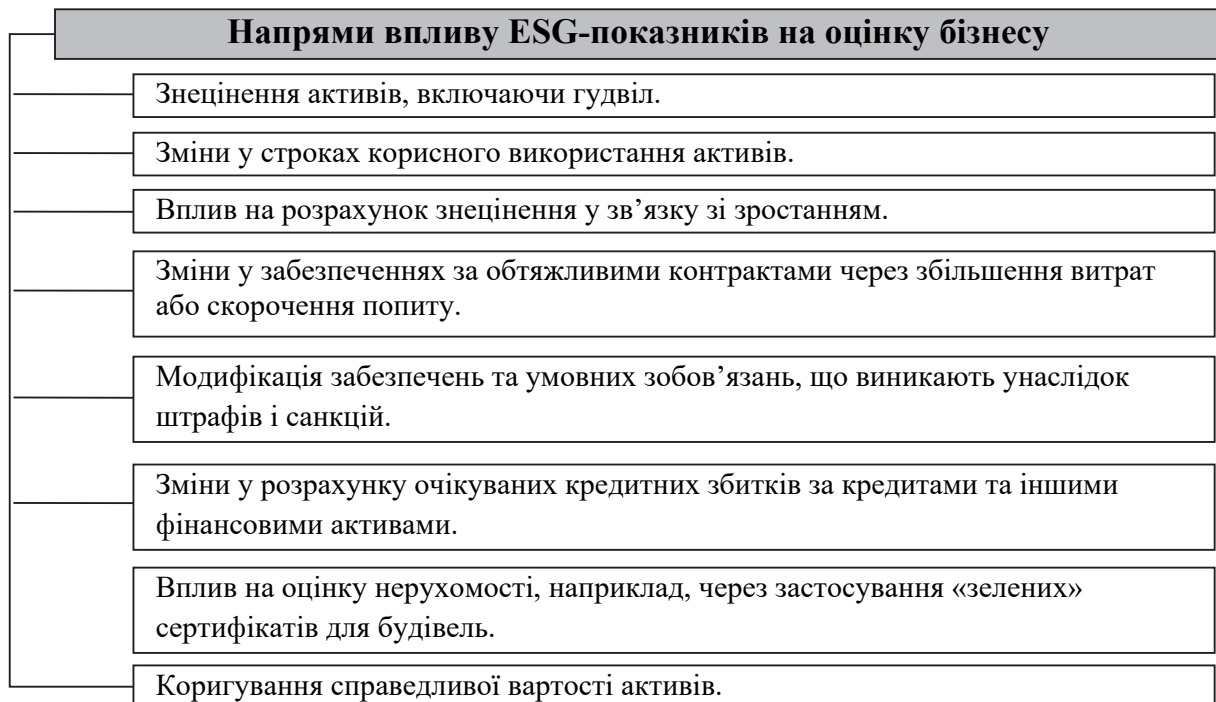 Напрями впливу ESG-показників на оцінку бізнесу
Знецінення активів, включаючи гудвіл.
Зміни у строках корисного використання активів.
Вплив на розрахунок знецінення у зв’язку зі зростанням.
Зміни у забезпеченнях за обтяжливими контрактами через збільшення витрат
або скорочення попиту.
Модифікація забезпечень та умовних зобов’язань, що виникають унаслідок
штрафів і санкцій.
Зміни у розрахунку очікуваних кредитних збитків за кредитами та іншими
фінансовими активами.
Вплив на оцінку нерухомості, наприклад, через застосування «зелених»
сертифікатів для будівель.
Коригування справедливої вартості активів.